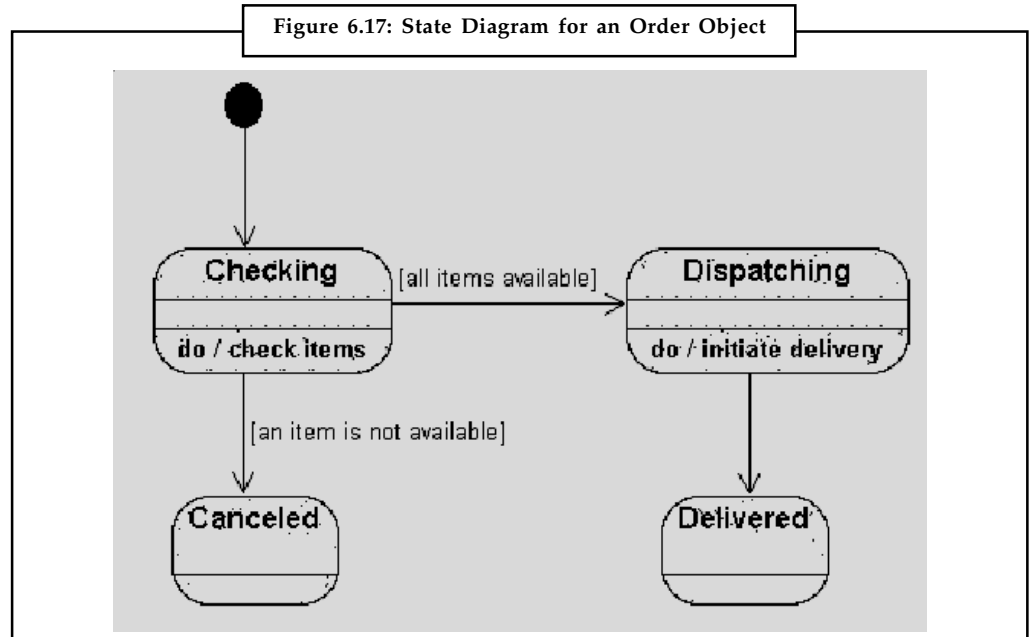 Figure 6.17: State Diagram for an Order Object
Checking
[all items available]
Dispatching
do / check items
do / initiate delivery
[an item is not available]
Canceled
Delivered